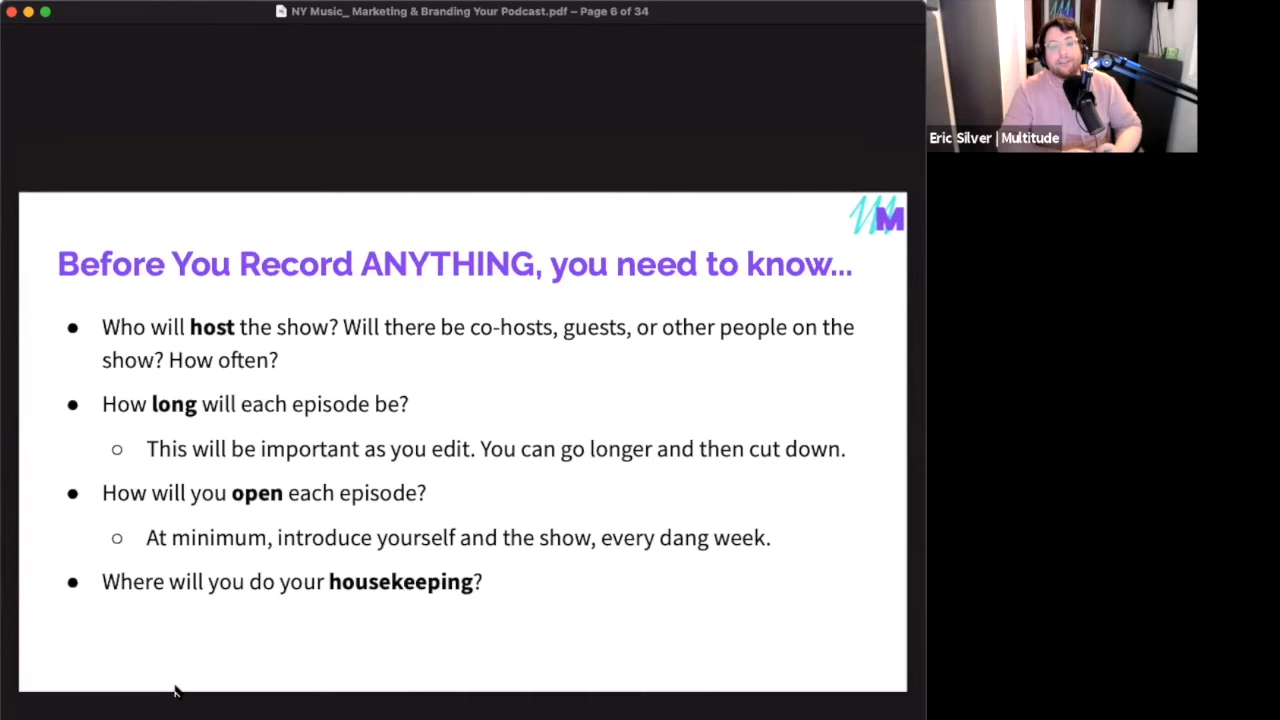 NY Music_ Marketing & Branding Your Podcast.pdf – Page 6 of 34
Eric Silver | Multitude
M
Before You Record ANYTHING, you need to know...
● Who will host the show? Will there be co-hosts, guests, or other people on the
show? How often?
● How long will each episode be?
○ This will be important as you edit. You can go longer and then cut down.
● How will you open each episode?
○ At minimum, introduce yourself and the show, every dang week.
● Where will you do your housekeeping?